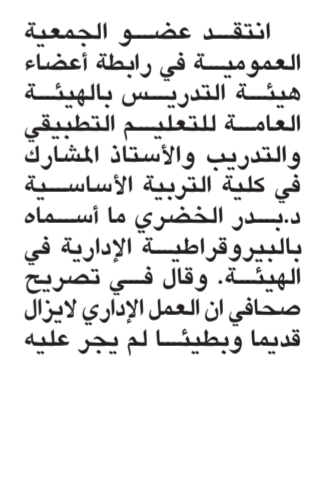 انتقد عضو الجمعية
العمومية في رابطة أعضاء
هيئة التدريس بالهيئة
العامة للتعليم التطبيقي
والتدريب والأستاذ المشارك
في كلية التربية الأساسية
د.بدر الخضري ما أسماه
بالبيروقراطية الإدارية في
الهيئة. وقال في تصريح
صحافي ان العمل الإداري لايزال
قديما وبطيئا لم يجر عليه